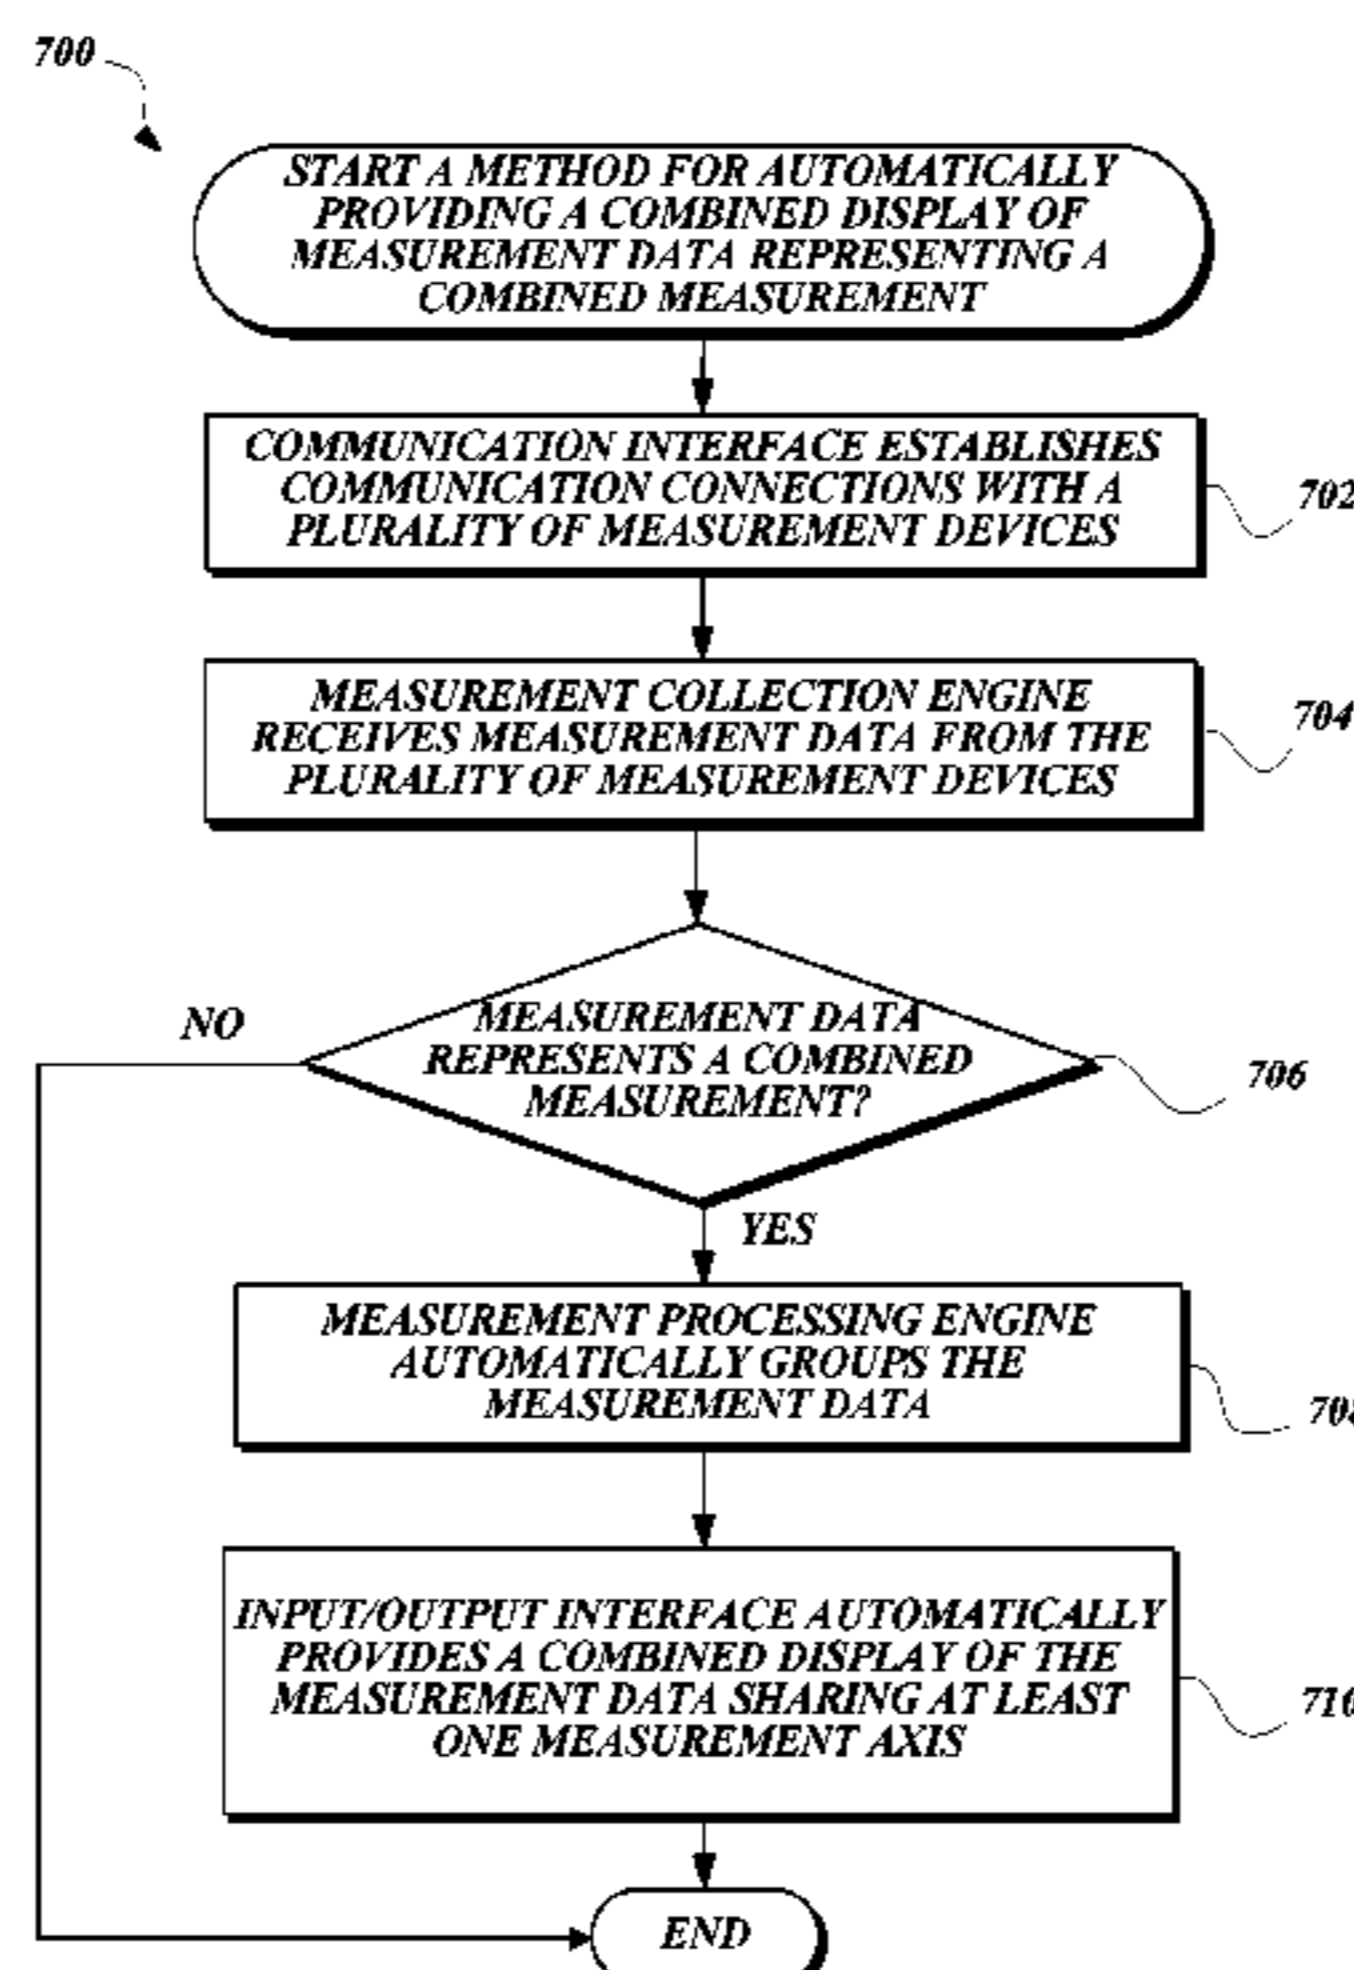 700
START A METHOD FOR AUTOMATICALLY
PROVIDING A COMBINED DISPLAY OF
MEASUREMENT DATA REPRESENTING A
COMBINED MEASUREMENT
COMMUNICATION INTERFACE ESTABLISHES
COMMUNICATION CONNECTIONS WITH A
PLURALITY OF MEASUREMENT DEVICES
702
MEASUREMENT COLLECTION ENGINE
RECEIVES MEASUREMENT DATA FROM THE
PLURALITY OF MEASUREMENT DEVICES
704
NO
MEASUREMENT DATA
REPRESENTS A COMBINED
MEASUREMENT?
706
YES
MEASUREMENT PROCESSING ENGINE
AUTOMATICALLY GROUPS THE
MEASUREMENT DATA
708
INPUT/OUTPUT INTERFACE AUTOMATICALLY
PROVIDES A COMBINED DISPLAY OF THE
MEASUREMENT DATA SHARING AT LEAST
ONE MEASUREMENT AXIS
710
END